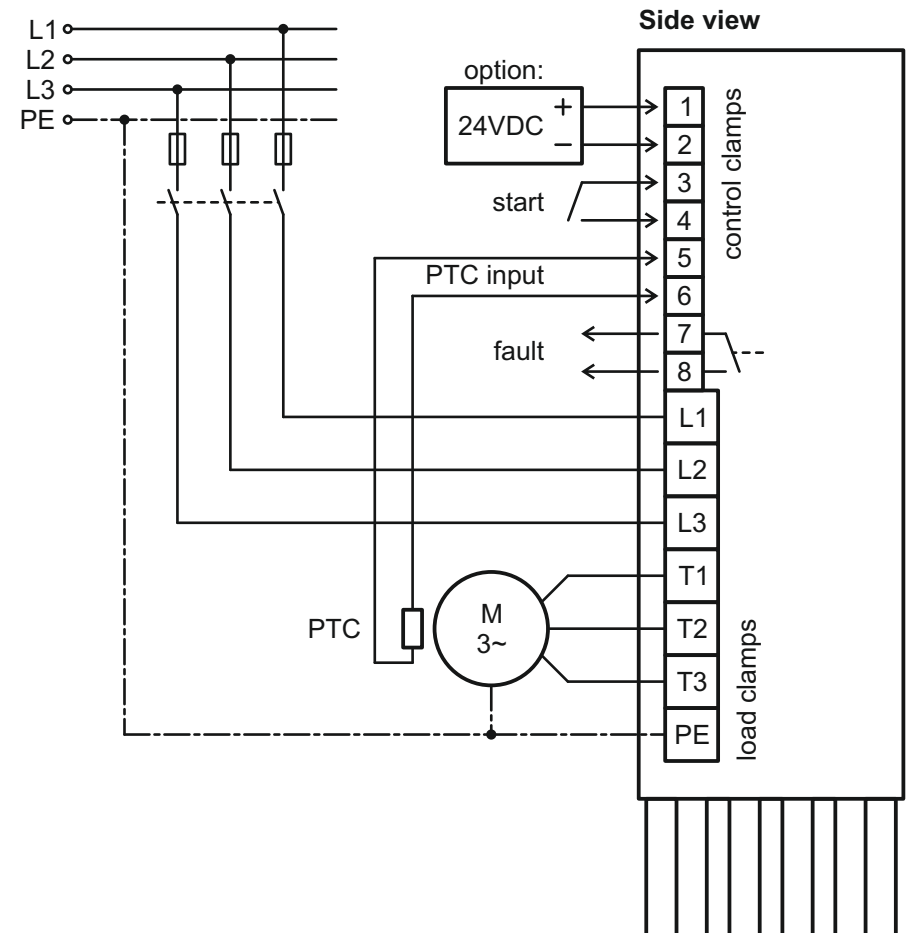 Side view
L1
L2
L3
PE
option:
24VDC
+
−
start
PTC input
fault
1
2
3
4
5
6
7
8
control clamps
L1
L2
L3
T1
T2
T3
PE
load clamps
PTC
M
3~